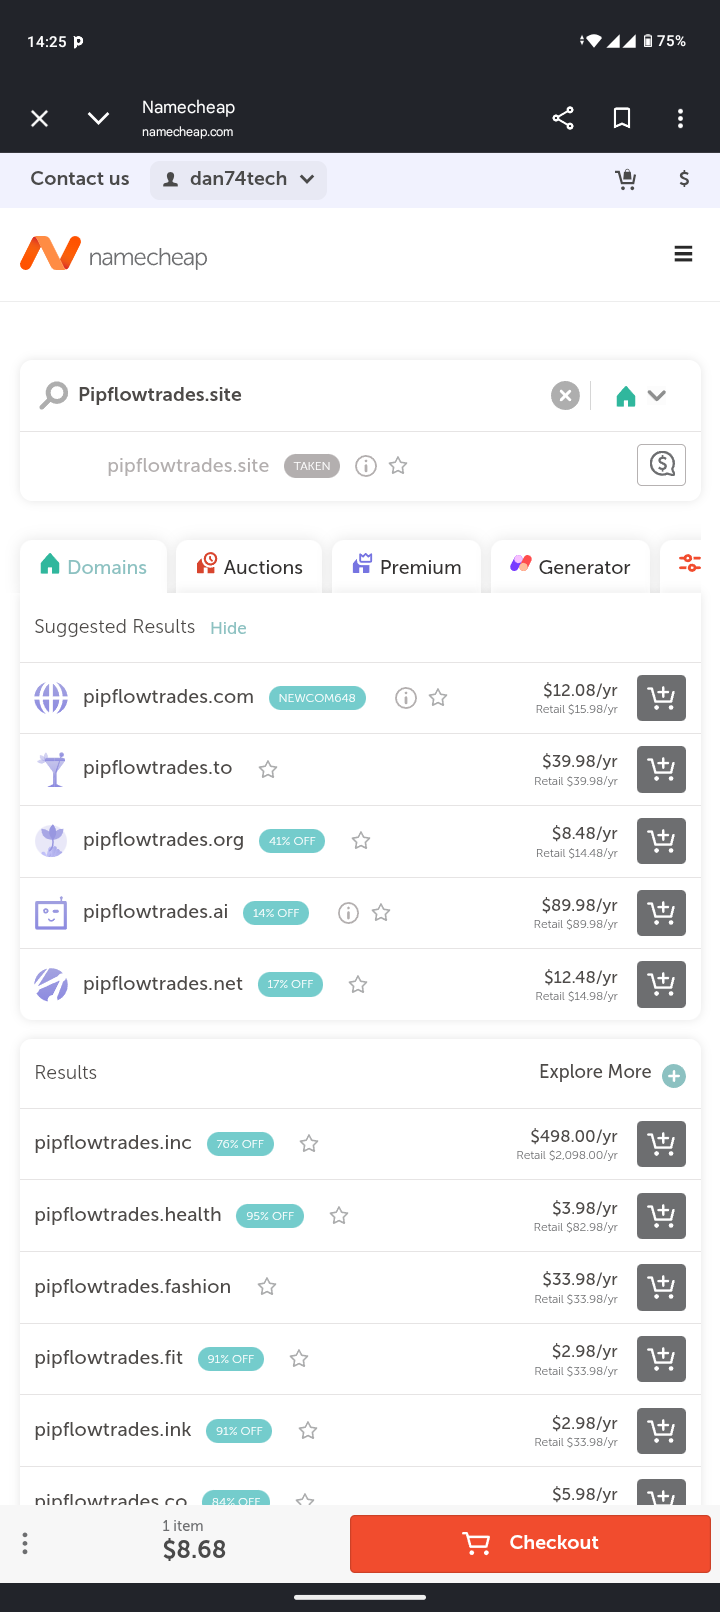 14:25
75%
Namecheap
namecheap.com
Contact us
dan74tech
$
namecheap
Pipflowtrades.site
pipflowtrades.site TAKEN
Domains
Auctions
Premium
Generator
Suggested Results Hide
pipflowtrades.com NEWCOM648 $12.08/yr
Retail $15.98/yr
pipflowtrades.to $39.98/yr
Retail $39.98/yr
pipflowtrades.org 41% OFF $8.48/yr
Retail $14.48/yr
pipflowtrades.ai 14% OFF $89.98/yr
Retail $89.98/yr
pipflowtrades.net 17% OFF $12.48/yr
Retail $14.98/yr
Results Explore More
pipflowtrades.inc 76% OFF $498.00/yr
Retail $2,098.00/yr
pipflowtrades.health 95% OFF $3.98/yr
Retail $82.98/yr
pipflowtrades.fashion $33.98/yr
Retail $33.98/yr
pipflowtrades.fit 91% OFF $2.98/yr
Retail $33.98/yr
pipflowtrades.ink 91% OFF $2.98/yr
Retail $33.98/yr
pipflowtrades.co 84% OFF $5.98/yr
1 item
$8.68
Checkout